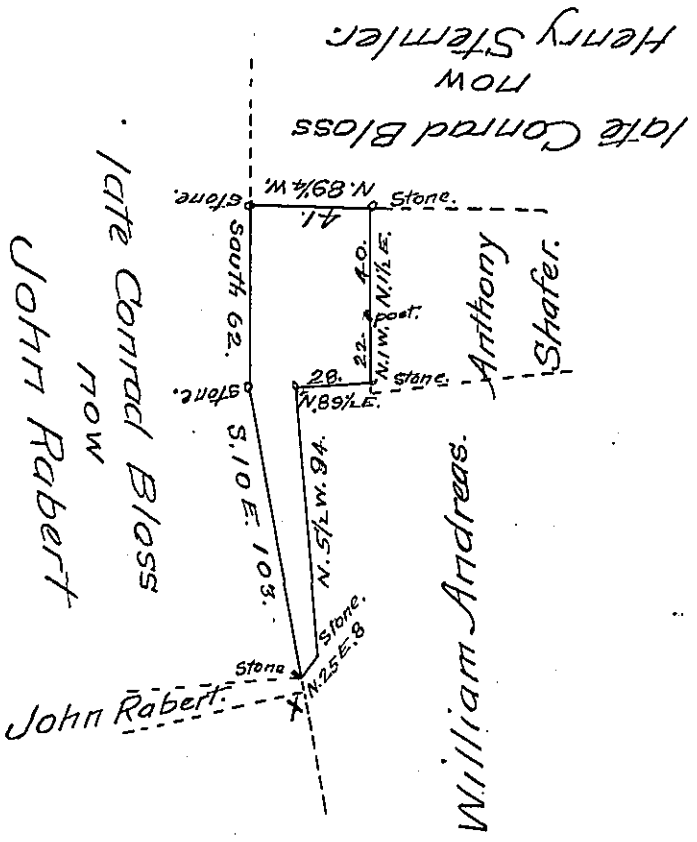 late Conrad Bloss
now
Henry Stemler.
N. 89¼ W.
41.
stone.
Stone.
South 62.
40.
N. 1½ E.
post.
22.
N. 1 W.
Anthony
Shafer.
late Conrad Bloss
now
John Rabert
stone.
28.
N. 89½ E.
Stone.
S. 10 E. 103.
N. 5½ W. 94.
William Andreas.
stone.
N. 25 E. 8
Stone
John Rabert.